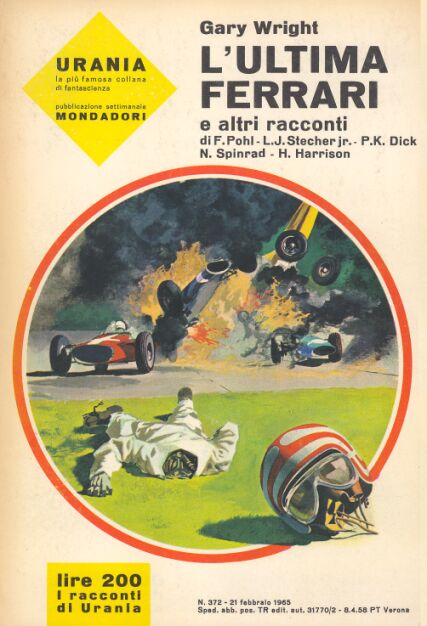 Gary Wright
L'ULTIMA
FERRARI
e altri racconti
di F. Pohl - L.J. Stecher jr. - P.K. Dick
N. Spinrad - H. Harrison
URANIA
la più famosa collana
di fantascienza
pubblicazione settimanale
MONDADORI
lire 200
I racconti
di Urania
N. 372 - 21 febbraio 1965
Sped. abb. pos. TR edit. aut. 31770/2 - 8.4.58 PT Verona